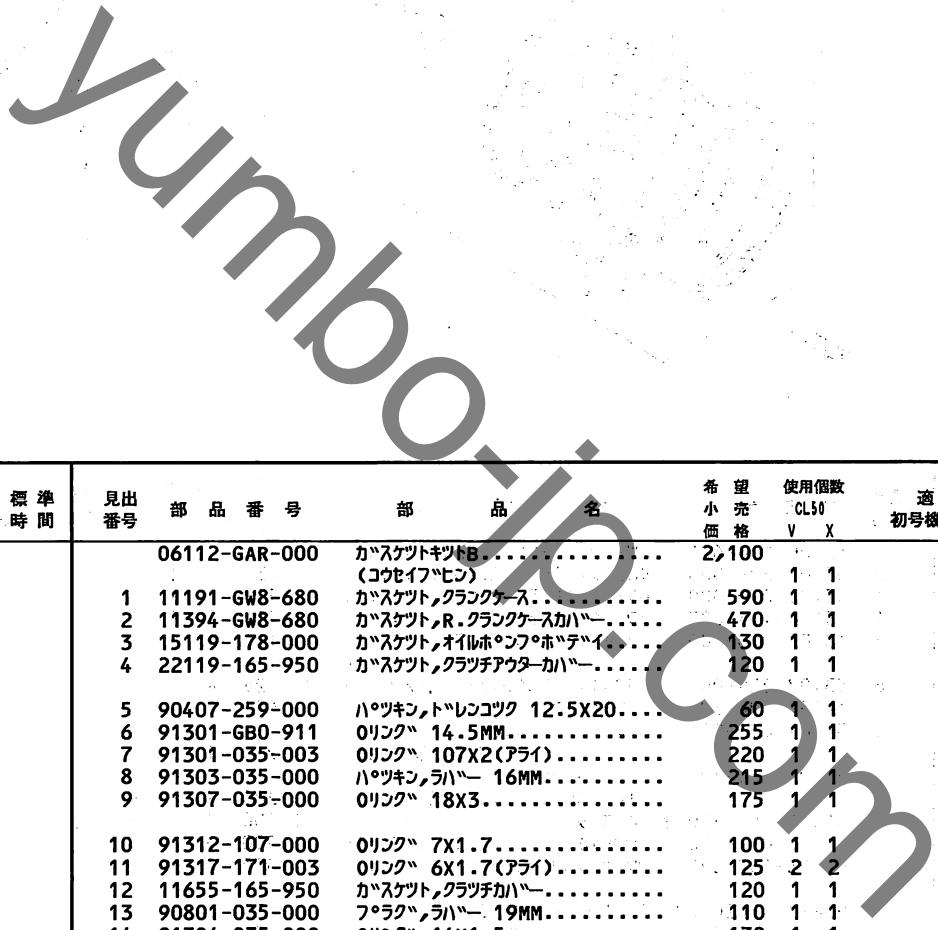 yumbo-jp.com
標準時間 見出番号 部品番号 部品名 希望小売価格 使用個数 CL50 V X 適 初号機
06112-GAR-000 ガスケツトキツドB............... 2,100
(コウセイブヒン) 1 1
1 11191-GW8-680 ガスケツト,クランクケース........... 590 1 1
2 11394-GW8-680 ガスケツト,R.クランクケースカバー..... 470 1 1
3 15119-178-000 ガスケツト,オイルポンプボデイ..... 130 1 1
4 22119-165-950 ガスケツト,クラツチアウターカバー...... 120 1 1
5 90407-259-000 パツキン,ドレンコツク 12.5X20.... 60 1 1
6 91301-GB0-911 Oリング 14.5MM............. 255 1 1
7 91301-035-003 Oリング 107X2(アライ)......... 220 1 1
8 91303-035-000 パツキン,ラバー 16MM.......... 215 1 1
9 91307-035-000 Oリング 18X3............... 175 1 1
10 91312-107-000 Oリング 7X1.7.............. 100 1 1
11 91317-171-003 Oリング 6X1.7(アライ)......... 125 2 2
12 11655-165-950 ガスケツト,クラツチカバー.......... 120 1 1
13 90801-035-000 プラグ,ラバー 19MM.......... 110 1 1